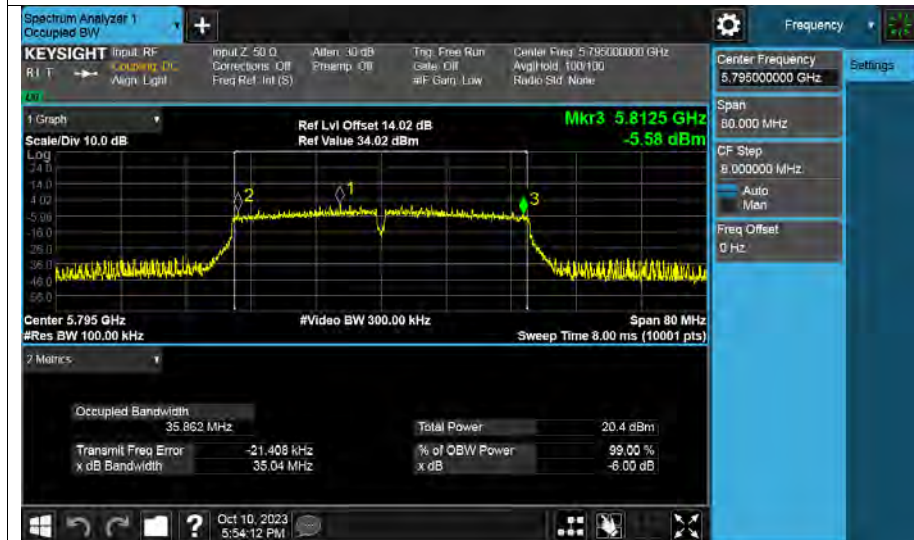 Spectrum Analyzer 1
Occupied BW
Frequency
KEYSIGHT Input: RF
Coupling: DC
Align: Light
Input Z: 50 Ω
Corrections: Off
Freq Ref: Int (S)
Atten: 30 dB
Preamp: Off
Trig: Free Run
Gate: Off
#IF Gain: Low
Center Freq: 5.795000000 GHz
Avg|Hold: 100/100
Radio Std: None
Center Frequency
5.795000000 GHz
Settings
Span
80.000 MHz
CF Step
8.000000 MHz
Auto
Man
Freq Offset
0 Hz
1 Graph
Scale/Div 10.0 dB
Ref Lvl Offset 14.02 dB
Ref Value 34.02 dBm
Mkr3 5.8125 GHz
-5.58 dBm
Log
24.0
14.0
4.02
-5.98
-16.0
-26.0
-36.0
-46.0
-56.0
2
1
3
Center 5.795 GHz
#Video BW 300.00 kHz
Span 80 MHz
#Res BW 100.00 kHz
Sweep Time 8.00 ms (10001 pts)
2 Metrics
Occupied Bandwidth
35.862 MHz
Total Power 20.4 dBm
Transmit Freq Error -21.408 kHz
% of OBW Power 99.00 %
x dB Bandwidth 35.04 MHz
x dB -6.00 dB
?
Oct 10, 2023
5:54:12 PM